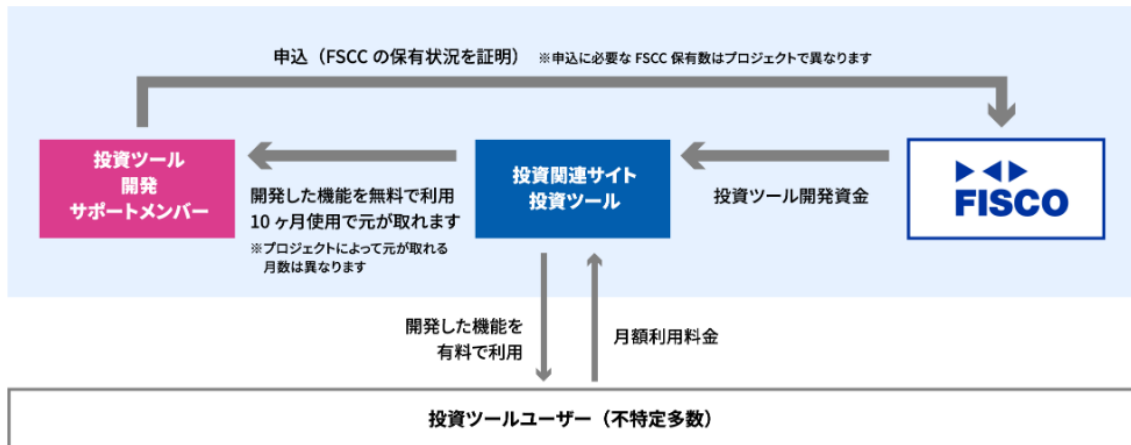 申込（FSCC の保有状況を証明） ※申込に必要な FSCC 保有数はプロジェクトで異なります
投資ツール
開発
サポートメンバー
開発した機能を無料で利用
10 ヶ月使用で元が取れます
※プロジェクトによって元が取れる
月数は異なります
投資関連サイト
投資ツール
投資ツール開発資金
FISCO
開発した機能を
有料で利用
月額利用料金
投資ツールユーザー（不特定多数）